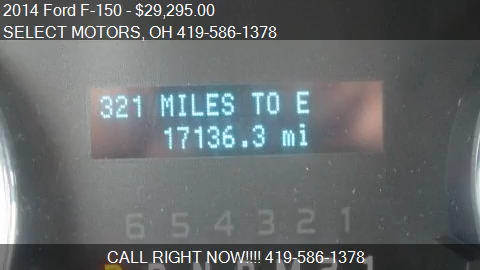 2014 Ford F-150 - $29,295.00
SELECT MOTORS, OH 419-586-1378
321 MILES TO E
17136.3 mi
6 5 4 3 2 1
CALL RIGHT NOW!!!! 419-586-1378